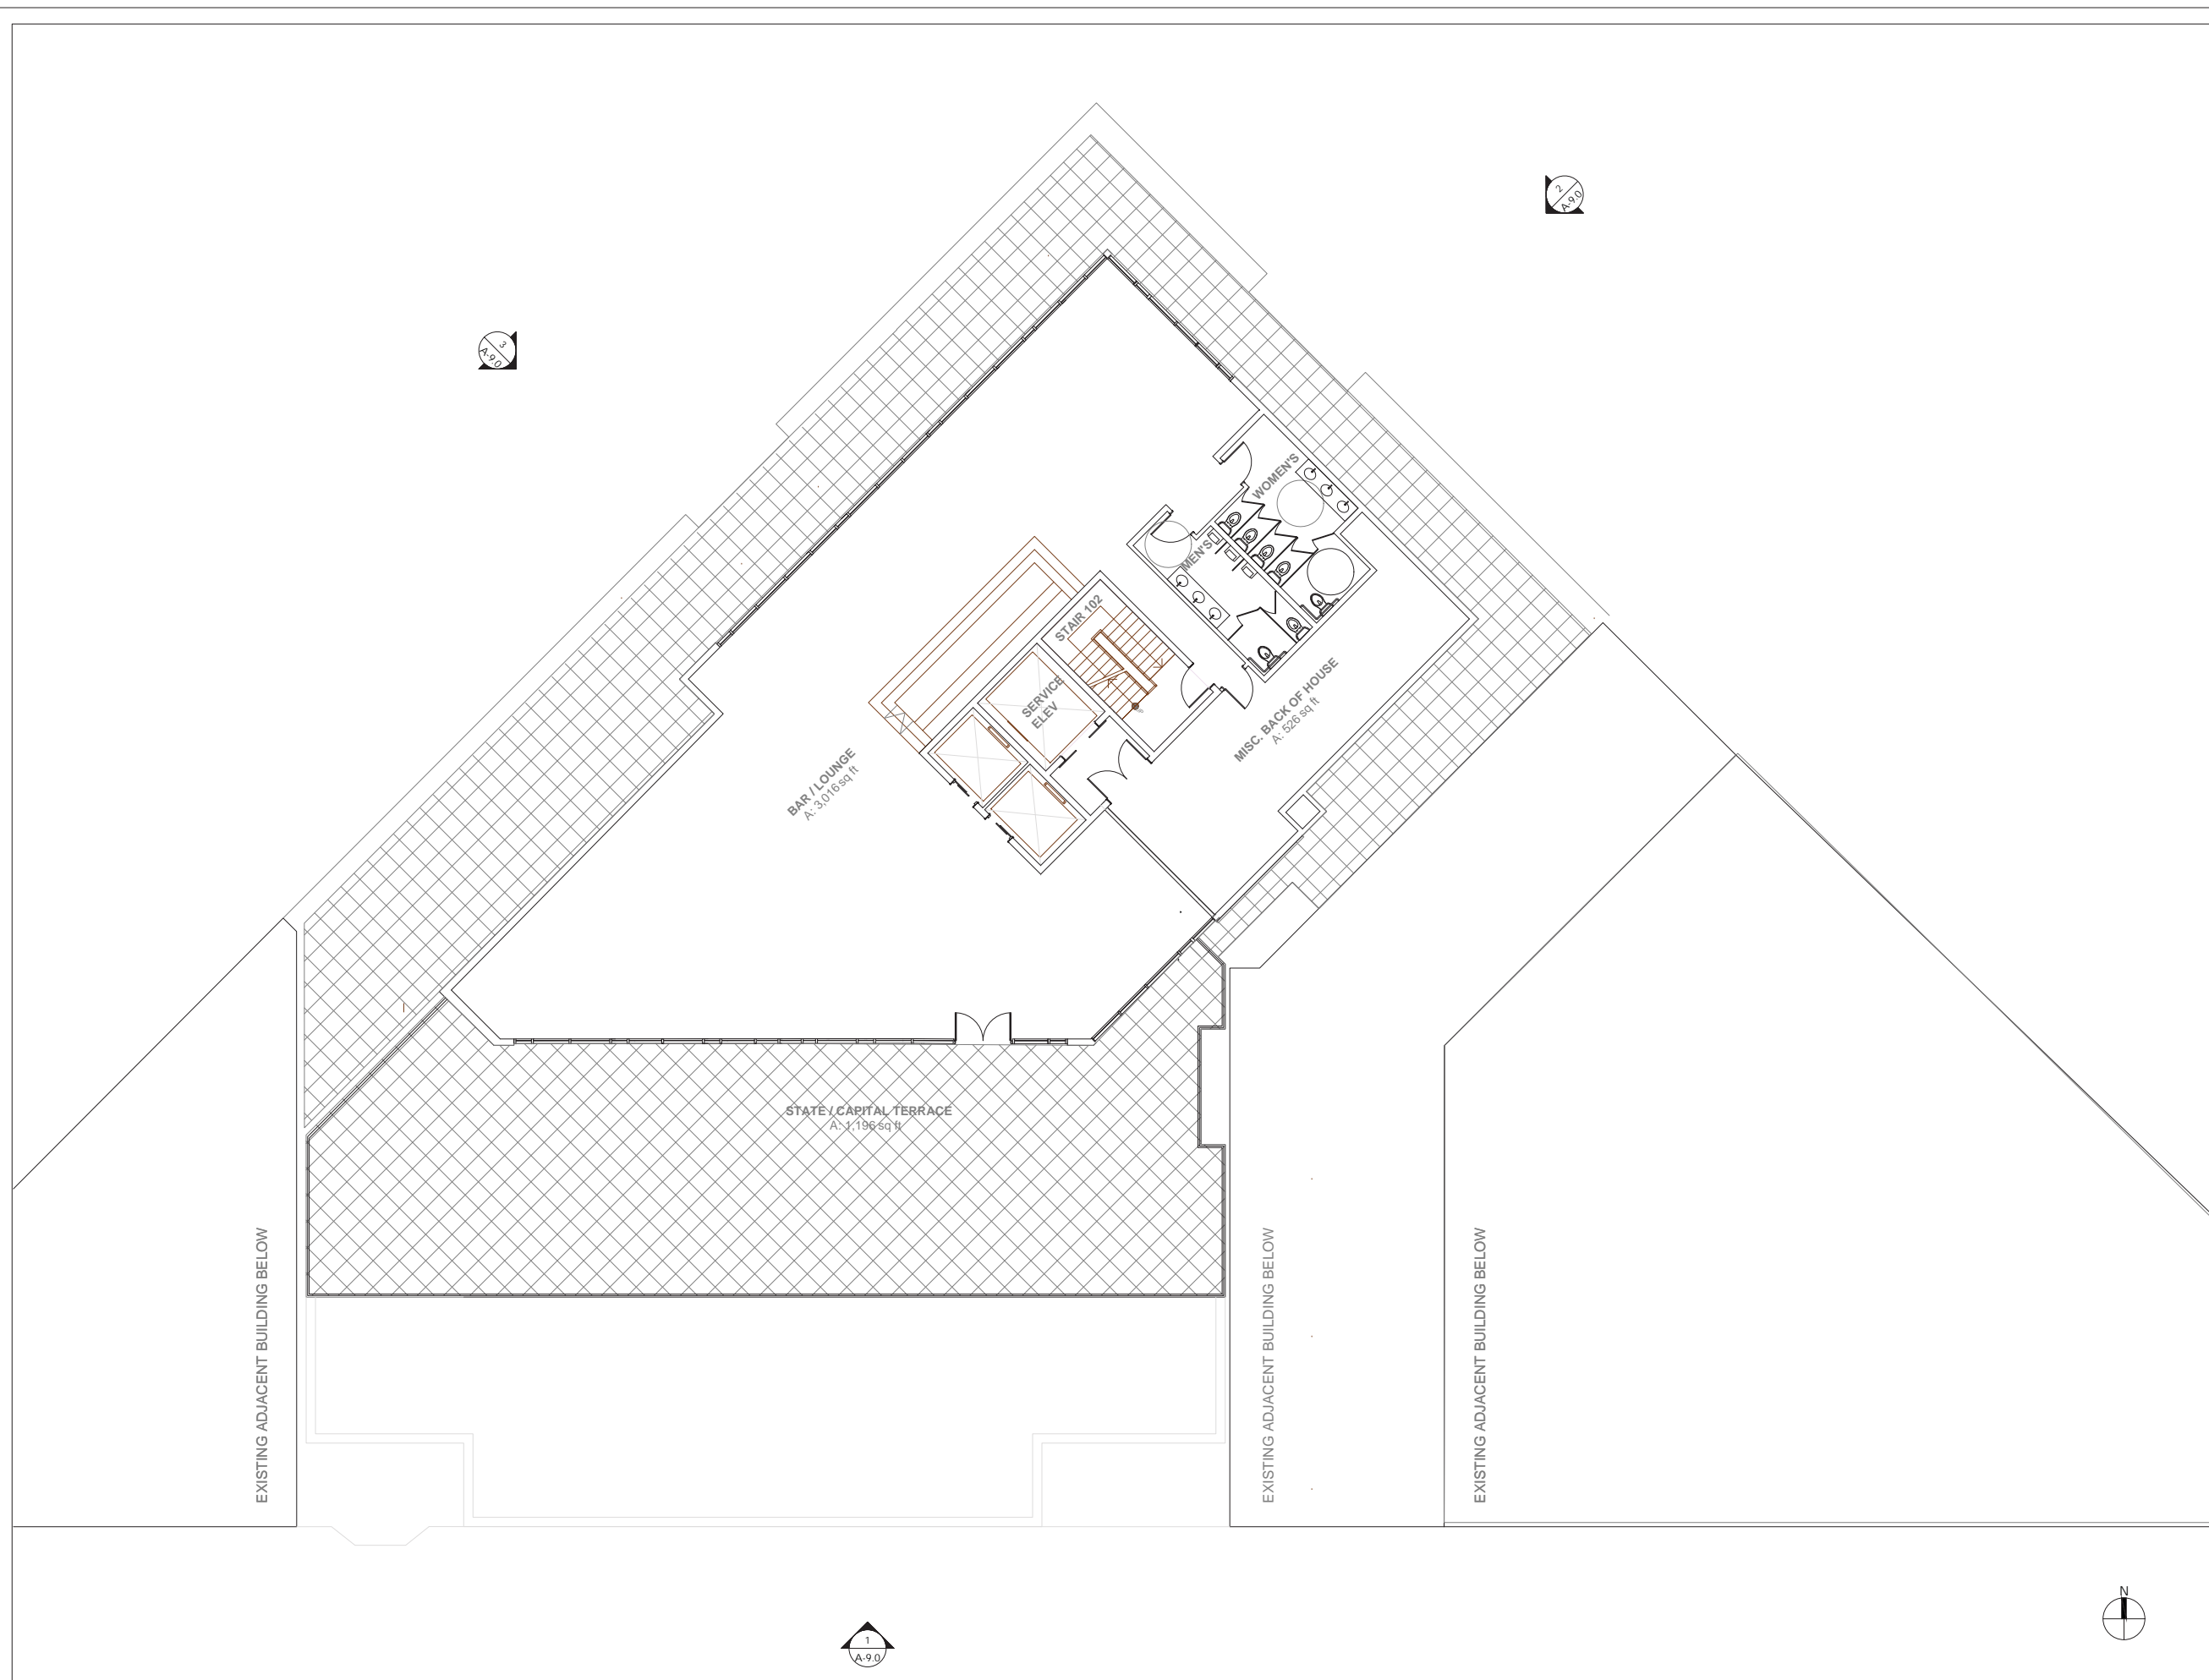 2
A-9.0
3
A-9.0
WOMEN'S
MEN'S
STAIR 102
SERVICE
ELEV
MISC. BACK OF HOUSE
A: 526 sq ft
BAR / LOUNGE
A: 3,016 sq ft
STATE / CAPITAL TERRACE
A: 1,196 sq ft
EXISTING ADJACENT BUILDING BELOW
EXISTING ADJACENT BUILDING BELOW
EXISTING ADJACENT BUILDING BELOW
N
1
A-9.0